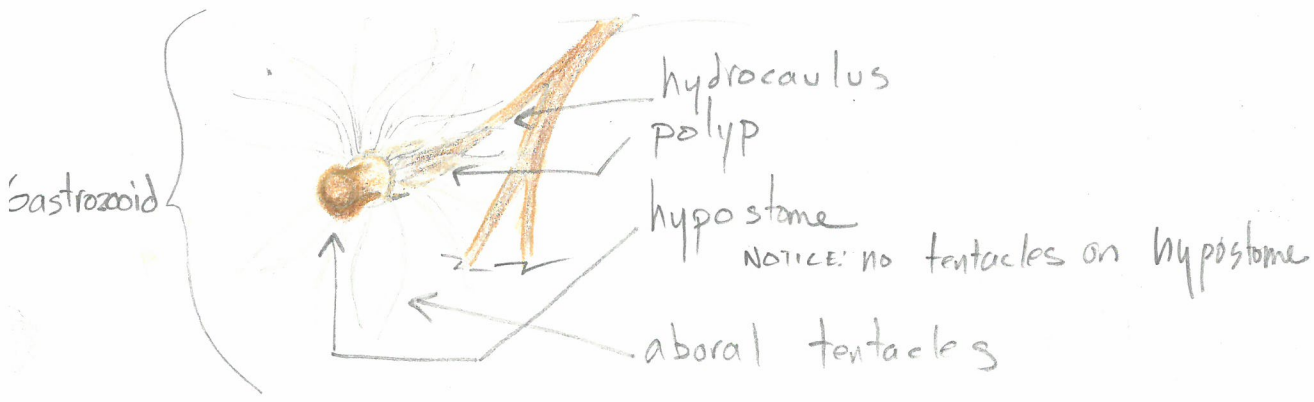 Gastrozooid
hydrocaulus
polyp
hypostome
NOTICE: no tentacles on hypostome
aboral tentacles